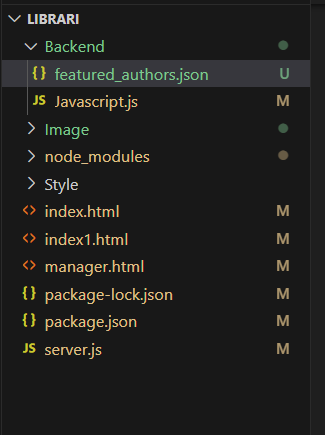 LIBRARI
Backend
{} featured_authors.json U
JS Javascript.js M
Image
node_modules
Style
<> index.html M
<> index1.html M
<> manager.html M
{} package-lock.json M
{} package.json M
JS server.js M